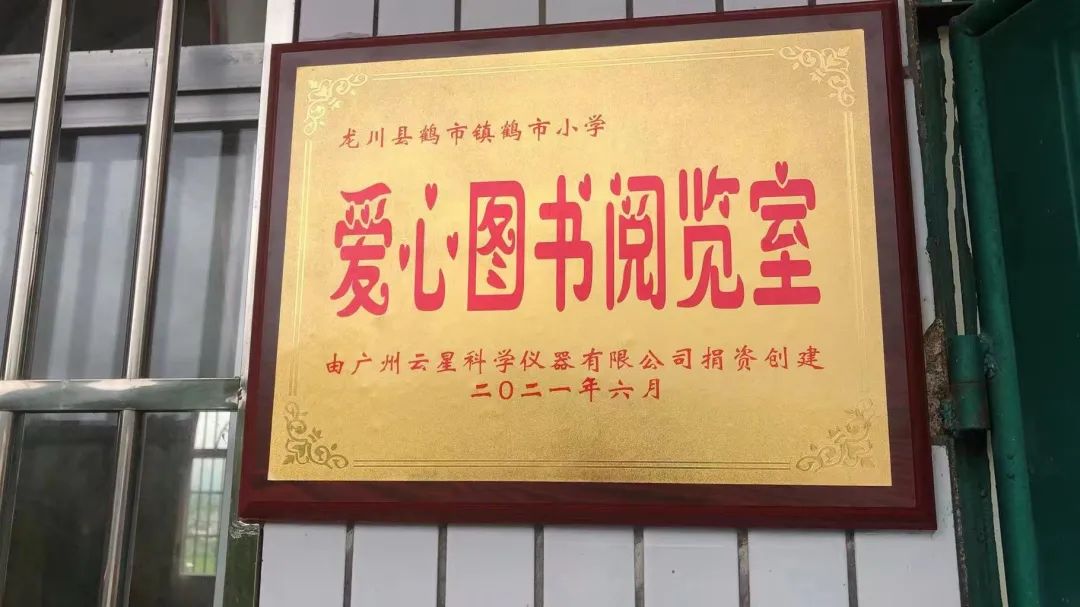 龙川县鹤市镇鹤市小学
爱心图书阅览室
由广州云星科学仪器有限公司捐资创建
二〇二一年六月